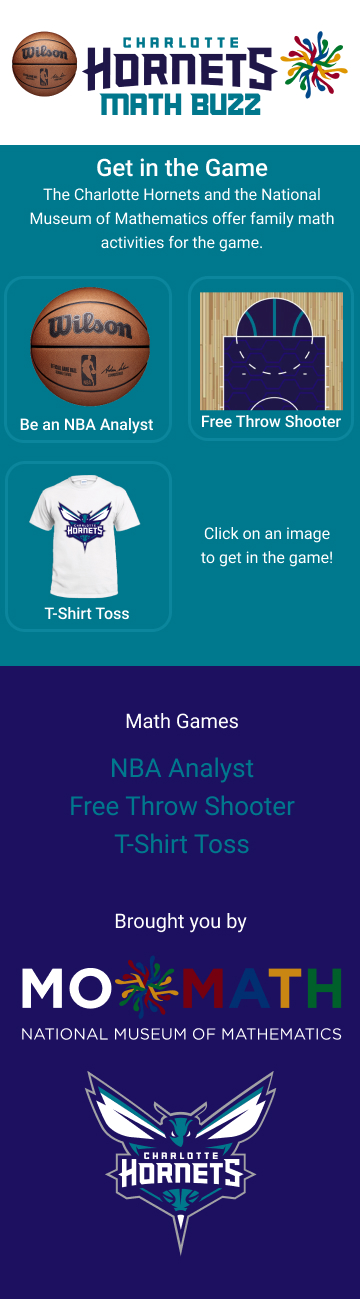 Wilson
CHARLOTTE
HORNETS
MATH BUZZ
Get in the Game
The Charlotte Hornets and the National
Museum of Mathematics offer family math
activities for the game.
Wilson
Be an NBA Analyst
Free Throw Shooter
CHARLOTTE
HORNETS
T-Shirt Toss
Click on an image
to get in the game!
Math Games
NBA Analyst
Free Throw Shooter
T-Shirt Toss
Brought you by
MOMATH
NATIONAL MUSEUM OF MATHEMATICS
CHARLOTTE
HORNETS